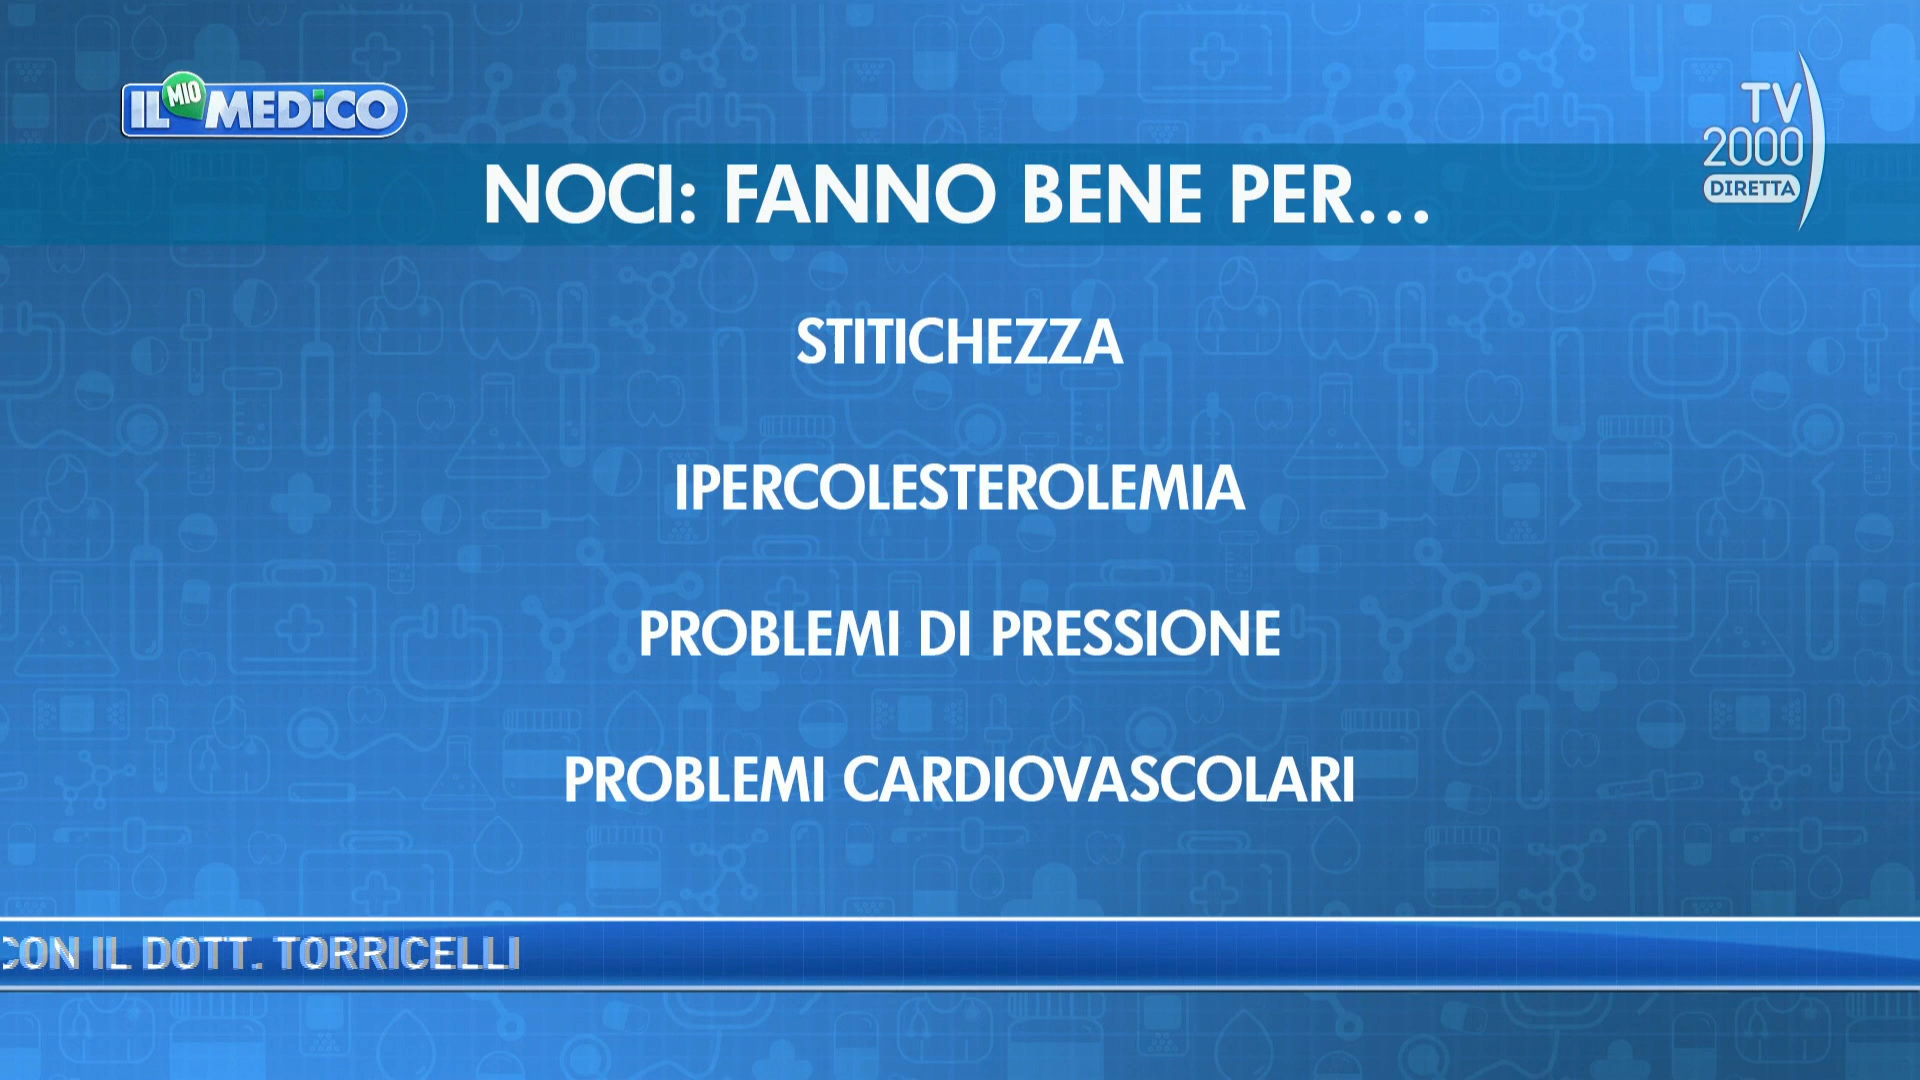 IL MIO MEDICO
TV
2000
DIRETTA
NOCI: FANNO BENE PER...
STITICHEZZA
IPERCOLESTEROLEMIA
PROBLEMI DI PRESSIONE
PROBLEMI CARDIOVASCOLARI
CON IL DOTT. TORRICELLI